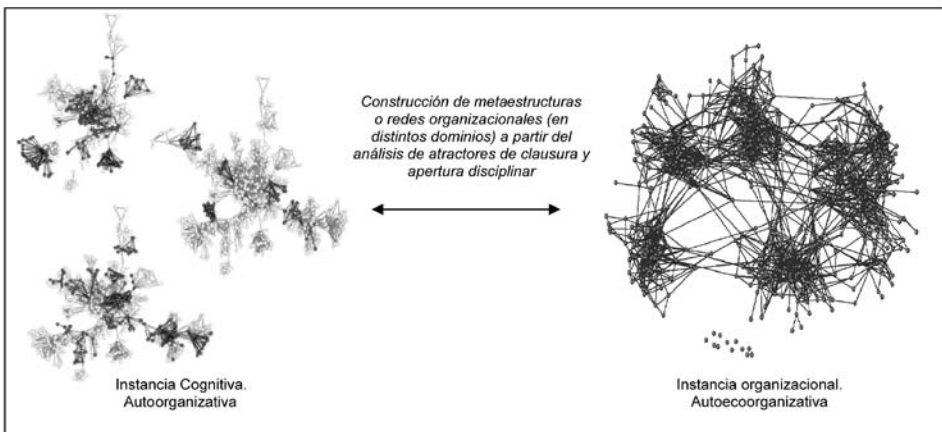 Construcción de metaestructuras
o redes organizacionales (en
distintos dominios) a partir del
análisis de atractores de clausura y
apertura disciplinar
Instancia Cognitiva.
Autoorganizativa
Instancia organizacional.
Autoecoorganizativa